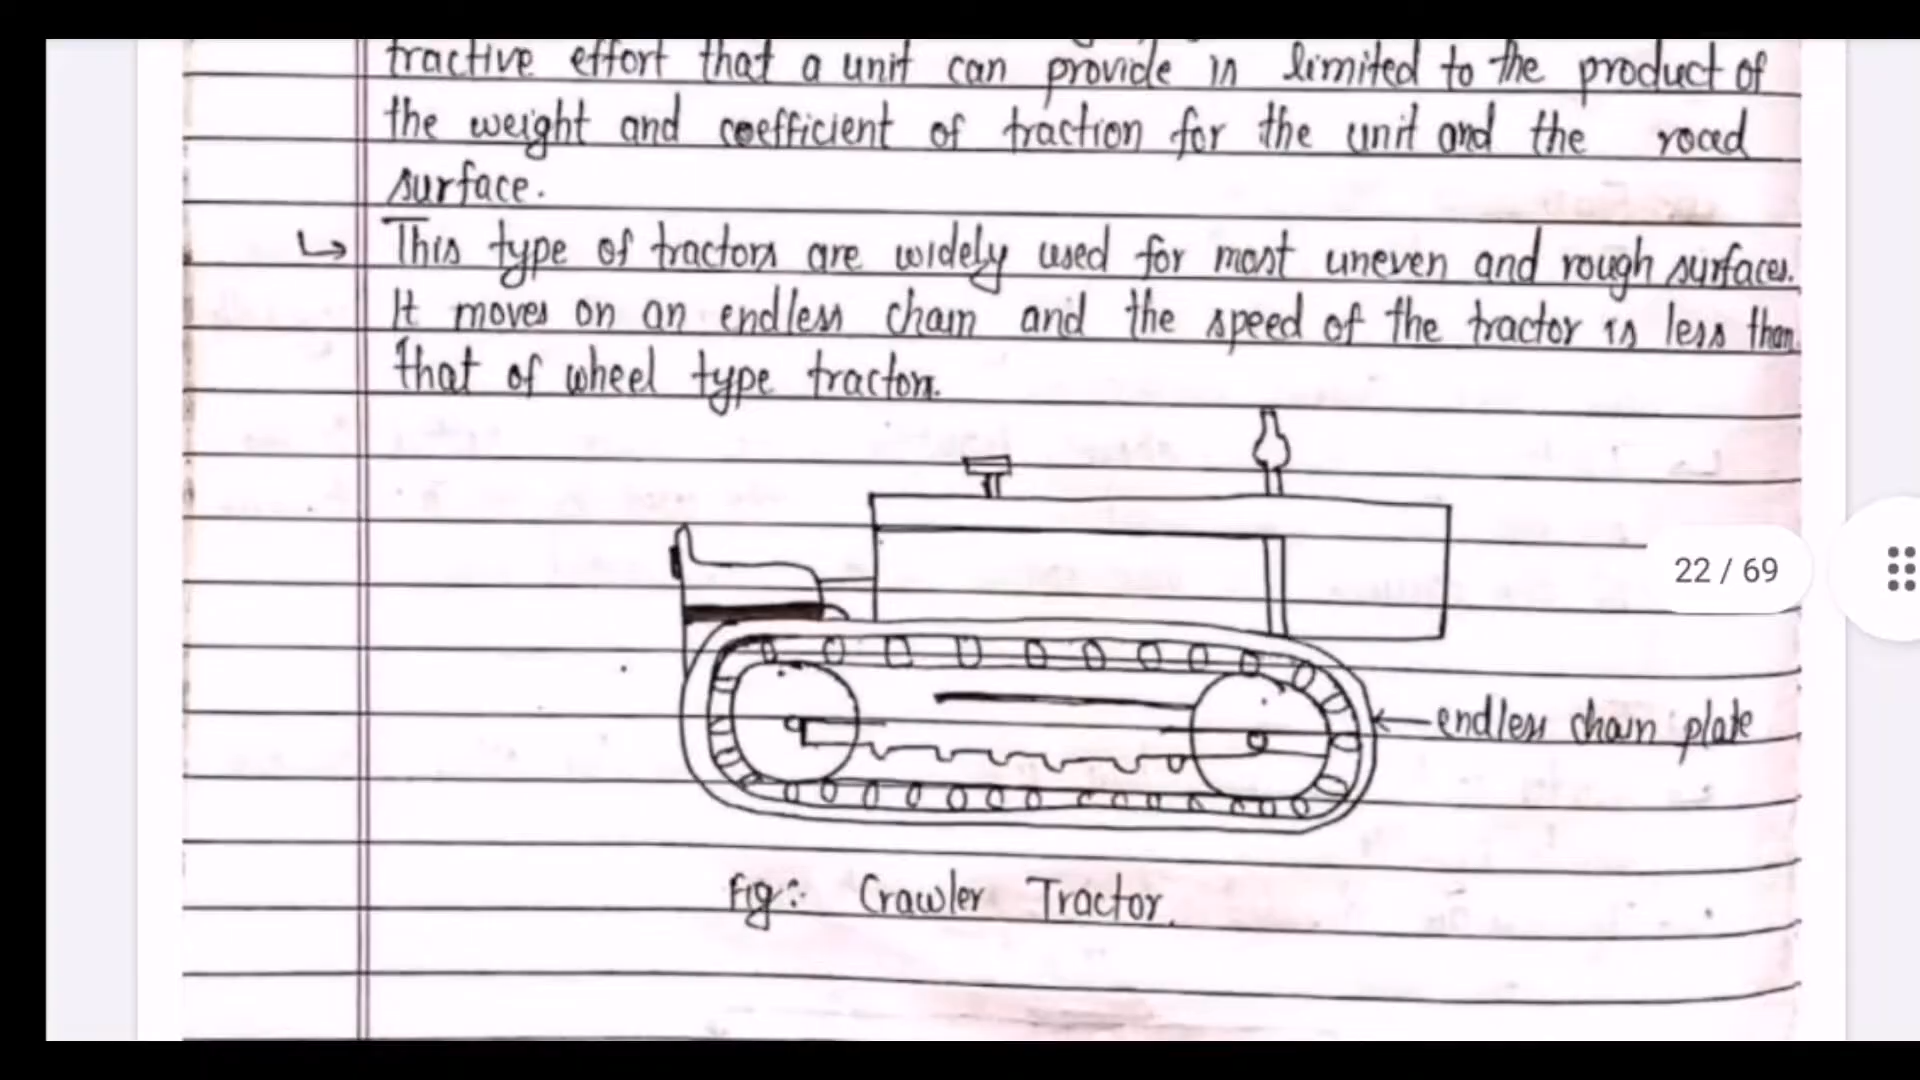 tractive effort that a unit can provide is limited to the product of
the weight and coefficient of traction for the unit and the road
surface.
↳ This type of tractors are widely used for most uneven and rough surfaces.
It moves on an endless chain and the speed of the tractor is less than
that of wheel type tractors.
22 / 69
endless chain plate
Fig:- Crawler Tractor.